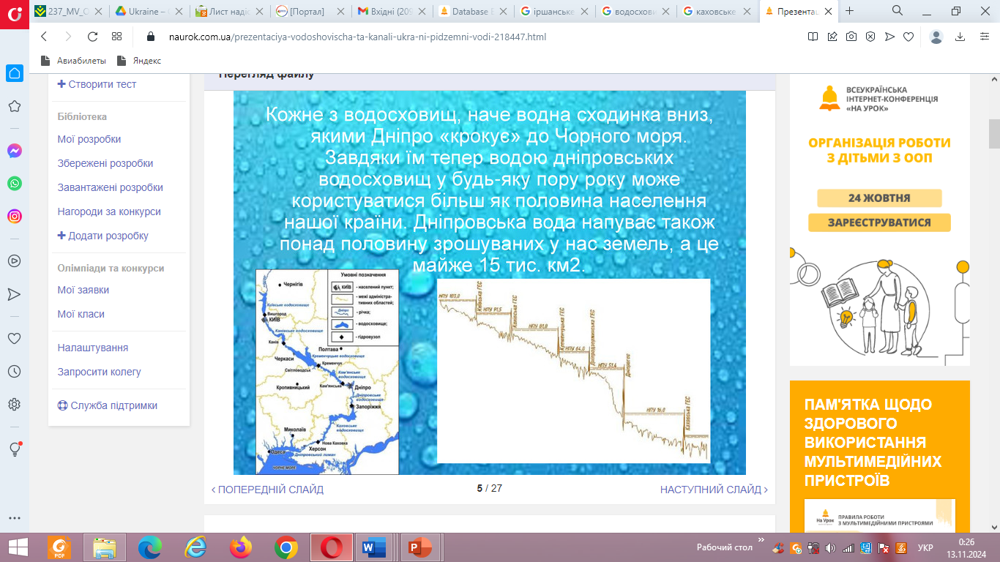 237_MV_Q
Ukraine – 
Лист надіс
[Портал]
Вхідні (209
Database E
іршанське
водосхови
каховське
Презентац
naurok.com.ua/prezentaciya-vodoshovischa-ta-kanali-ukra-ni-pidzemni-vodi-218447.html
Авиабилеты
Яндекс
Створити тест
Бібліотека
Мої розробки
Збережені розробки
Завантажені розробки
Нагороди за конкурси
Додати розробку
Олімпіади та конкурси
Мої заявки
Мої класи
Налаштування
Запросити колегу
Служба підтримки
Перегляд файлу
Кожне з водосховищ, наче водна сходинка вниз,
якими Дніпро «крокує» до Чорного моря.
Завдяки їм тепер водою дніпровських
водосховищ у будь-яку пору року може
користуватися більш як половина населення
нашої країни. Дніпровська вода напуває також
понад половину зрошуваних у нас земель, а це
майже 15 тис. км2.
Умовні позначення
КИЇВ - населений пункт;
- межі адміністра-
тивних областей;
Дніпро - річка;
- водосховище;
- гідровузол
Чернігів
Київське водосховище
Вишгород
КИЇВ
Канівське водосховище
Канів
Полтава
Кременчуцьке водосховище
Черкаси
Кременчук
Світловодськ
Кам'янське
водосховище
Кропивницький
Кам'янське
Дніпро
Дніпровське
водосховище
Запоріжжя
Каховське
водосховище
Миколаїв
Нова Каховка
Херсон
Одеса
Дніпровський лиман
ЧОРНЕ МОРЕ
НПУ 103,0
Київська ГЕС
НПУ 91,5
Канівська ГЕС
НПУ 81,0
Кременчуцька ГЕС
НПУ 64,0
Дніпродзержинська ГЕС
НПУ 51,4
Дніпрогес
НПУ 16,0
Каховська ГЕС
‹ ПОПЕРЕДНІЙ СЛАЙД
5 / 27
НАСТУПНИЙ СЛАЙД ›
ВСЕУКРАЇНСЬКА
ІНТЕРНЕТ-КОНФЕРЕНЦІЯ
«НА УРОК»
ОРГАНІЗАЦІЯ РОБОТИ
З ДІТЬМИ З ООП
24 ЖОВТНЯ
ЗАРЕЄСТРУВАТИСЯ
ПАМ'ЯТКА ЩОДО
ЗДОРОВОГО
ВИКОРИСТАННЯ
МУЛЬТИМЕДІЙНИХ
ПРИСТРОЇВ
На Урок
ПРАВИЛА РОБОТИ
З МУЛЬТИМЕДІЙНИМИ ПРИСТРОЯМИ
PDF
Рабочий стол
УКР
0:26
13.11.2024